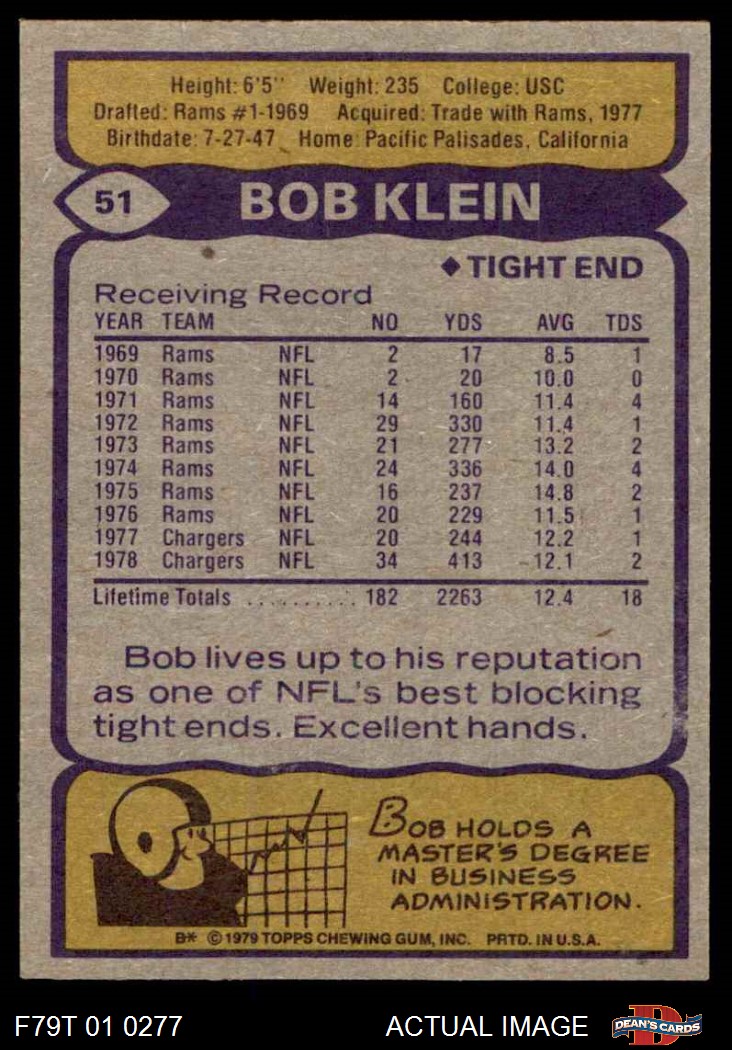 Height: 6'5" Weight: 235 College: USC
Drafted: Rams #1-1969 Acquired: Trade with Rams, 1977
Birthdate: 7-27-47 Home: Pacific Palisades, California
51 BOB KLEIN
◆ TIGHT END
Receiving Record
YEAR TEAM NO YDS AVG TDS
1969 Rams NFL 2 17 8.5 1
1970 Rams NFL 2 20 10.0 0
1971 Rams NFL 14 160 11.4 4
1972 Rams NFL 29 330 11.4 1
1973 Rams NFL 21 277 13.2 2
1974 Rams NFL 24 336 14.0 4
1975 Rams NFL 16 237 14.8 2
1976 Rams NFL 20 229 11.5 1
1977 Chargers NFL 20 244 12.2 1
1978 Chargers NFL 34 413 12.1 2
Lifetime Totals .......... 182 2263 12.4 18
Bob lives up to his reputation
as one of NFL's best blocking
tight ends. Excellent hands.
BOB HOLDS A
MASTER'S DEGREE
IN BUSINESS
ADMINISTRATION.
B* © 1979 TOPPS CHEWING GUM, INC. PRTD. IN U.S.A.
F79T 01 0277 ACTUAL IMAGE D DEAN'S CARDS